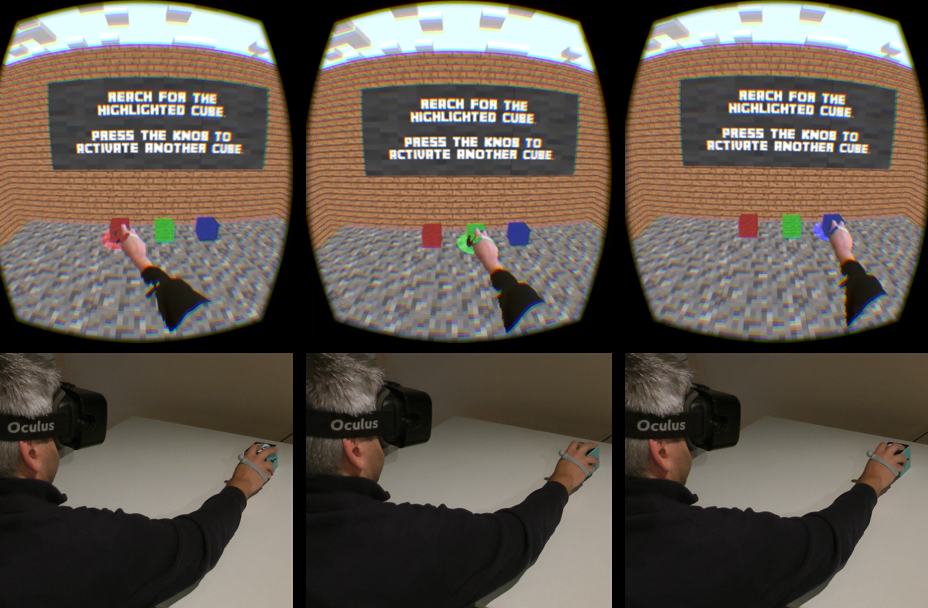 REACH FOR THE
HIGHLIGHTED CUBE.
PRESS THE KNOB TO
ACTIVATE ANOTHER CUBE
REACH FOR THE
HIGHLIGHTED CUBE.
PRESS THE KNOB TO
ACTIVATE ANOTHER CUBE
REACH FOR THE
HIGHLIGHTED CUBE.
PRESS THE KNOB TO
ACTIVATE ANOTHER CUBE
Oculus
Oculus
Oculus